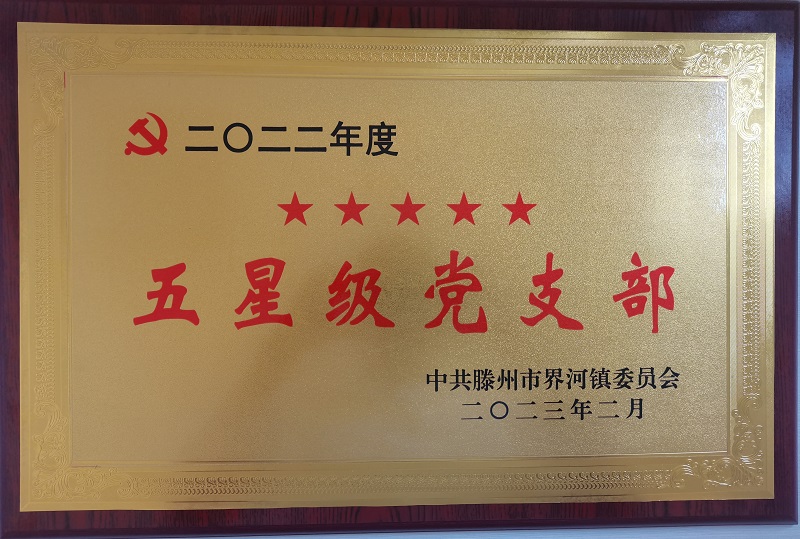 二〇二二年度
五星级党支部
中共滕州市界河镇委员会
二〇二三年二月